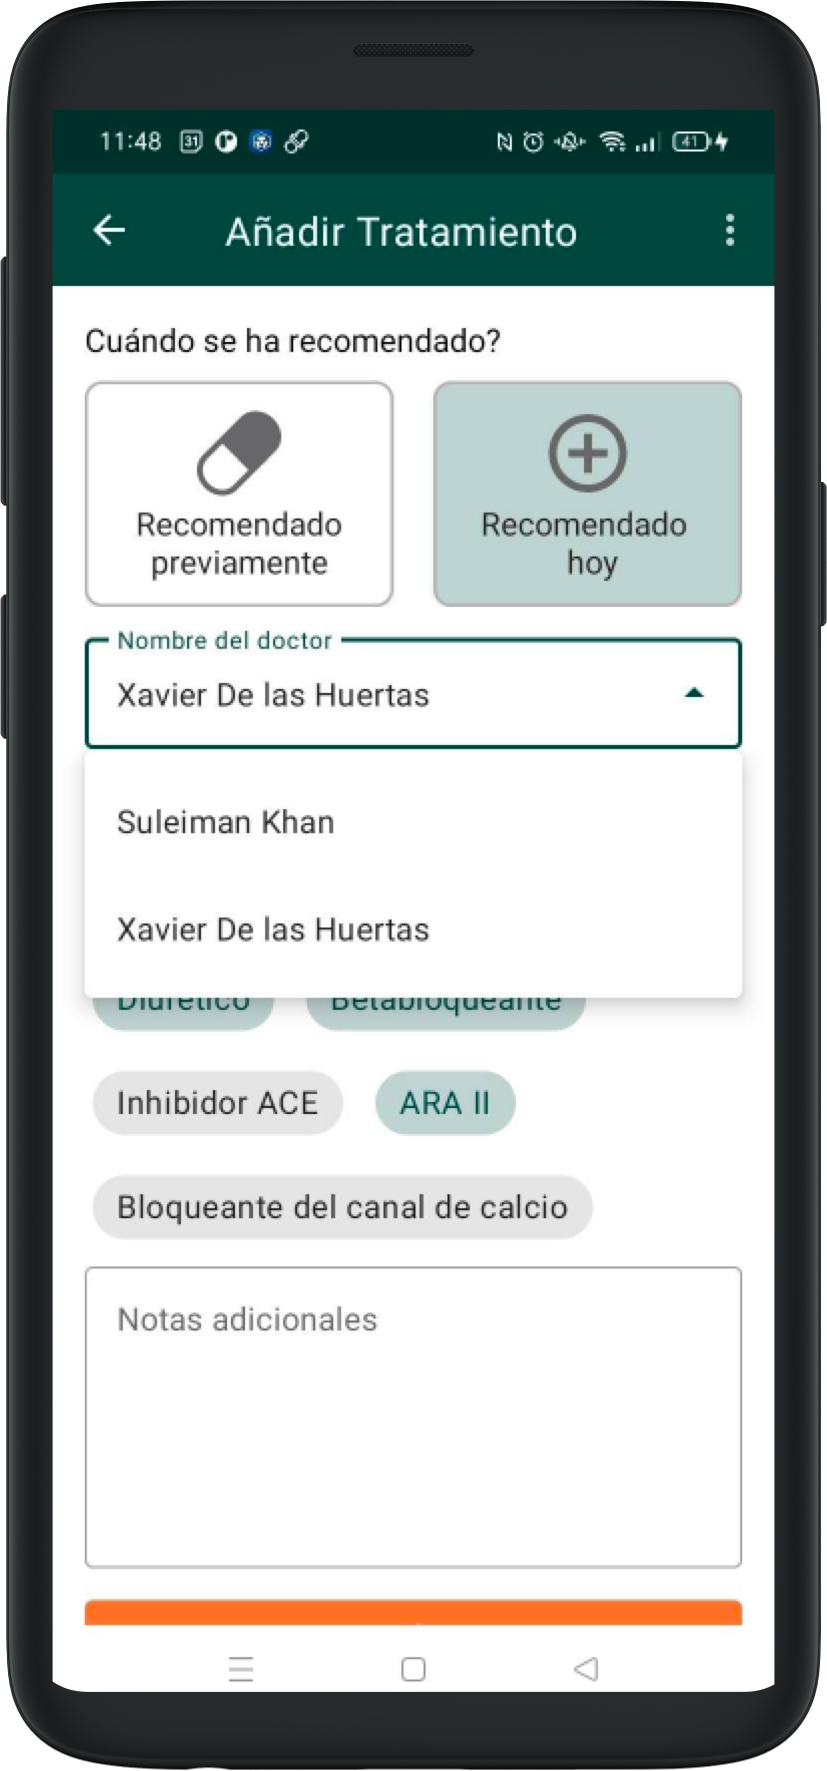 11:48
31
41
Añadir Tratamiento
Cuándo se ha recomendado?
Recomendado
previamente
Recomendado
hoy
Nombre del doctor
Xavier De las Huertas
Suleiman Khan
Xavier De las Huertas
Diurético Betabloqueante
Inhibidor ACE ARA II
Bloqueante del canal de calcio
Notas adicionales